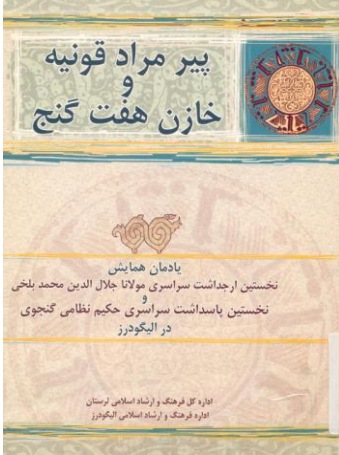 پیر مراد قونیه
و
خازن هفت گنج
یادمان همایش
نخستین ارجداشت سراسری مولانا جلال الدین محمد بلخی
و
نخستین پاسداشت سراسری حکیم نظامی گنجوی
در الیگودرز
اداره کل فرهنگ و ارشاد اسلامی لرستان
اداره فرهنگ و ارشاد اسلامی الیگودرز